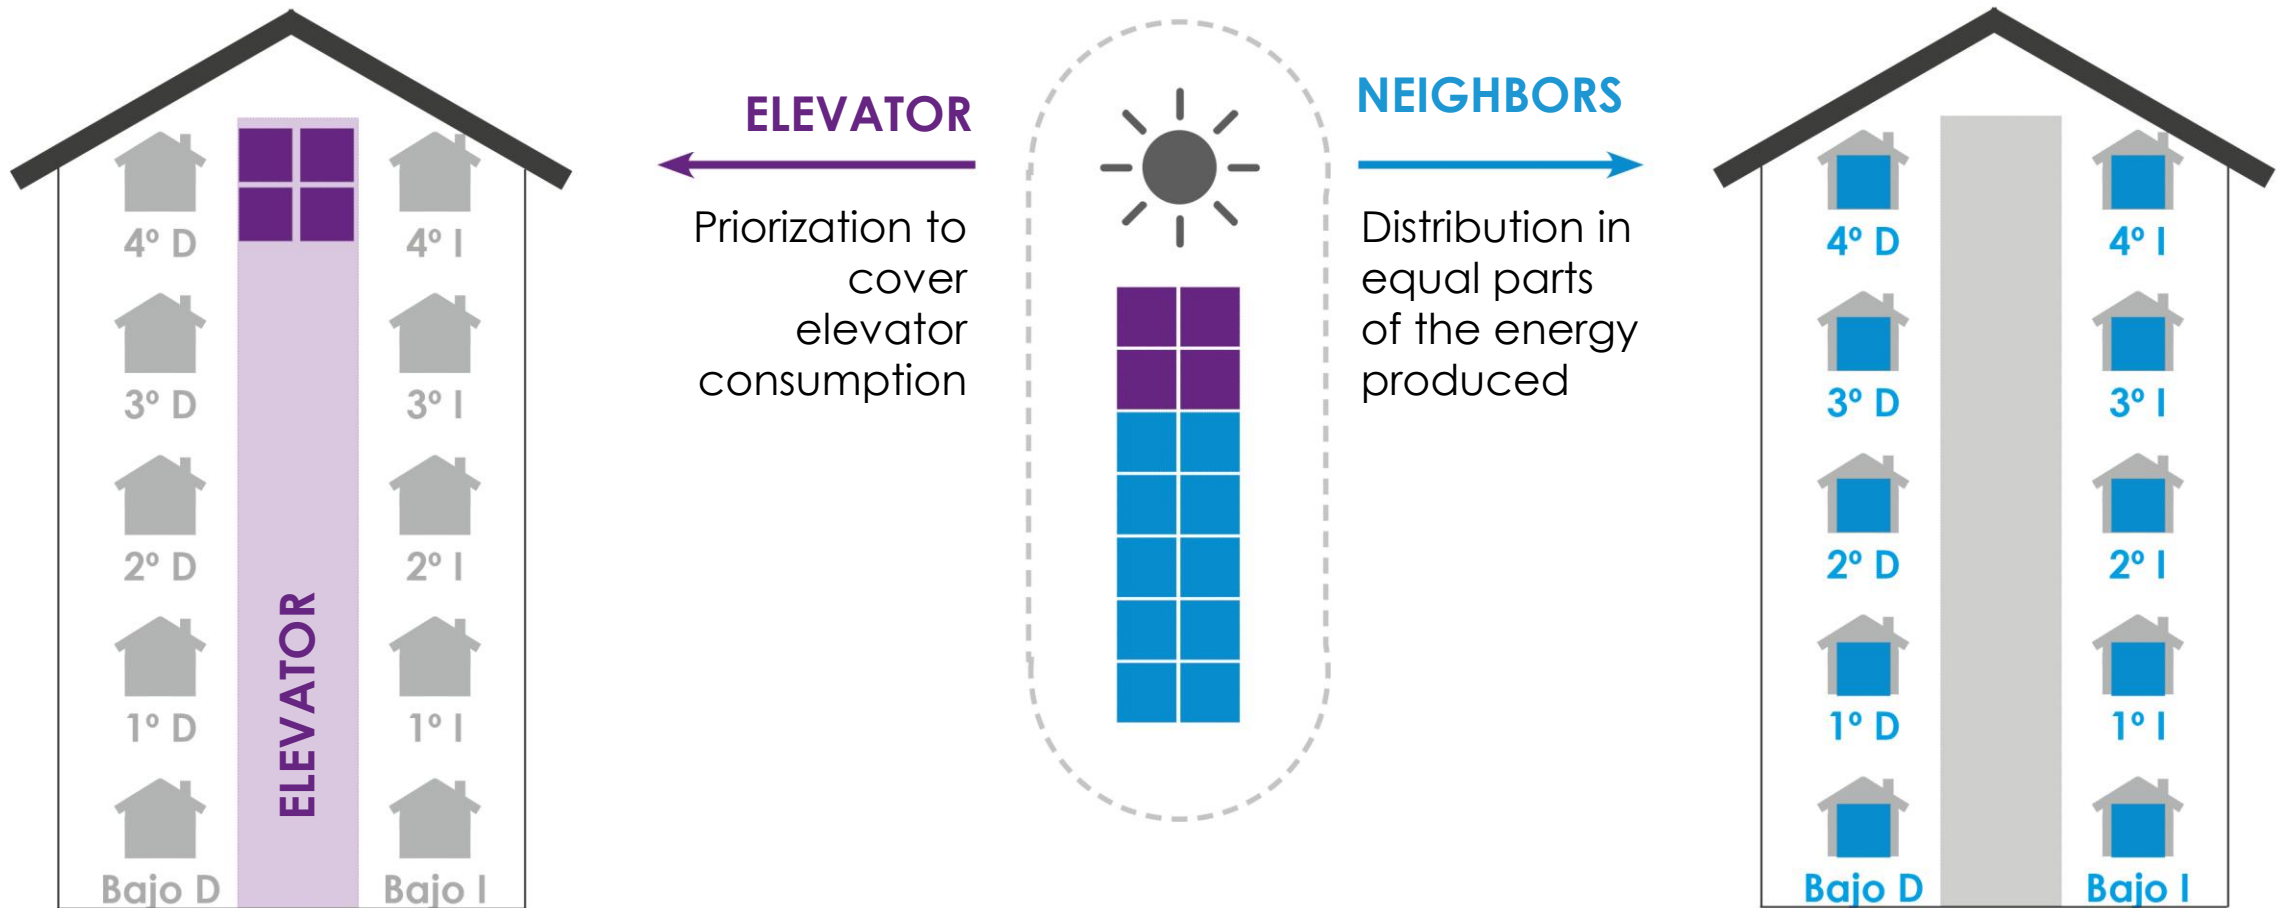 4º D
4º I
3º D
3º I
2º D
2º I
1º D
1º I
Bajo D
Bajo I
ELEVATOR
ELEVATOR
Priorization to
cover
elevator
consumption
NEIGHBORS
Distribution in
equal parts
of the energy
produced
4º D
4º I
3º D
3º I
2º D
2º I
1º D
1º I
Bajo D
Bajo I